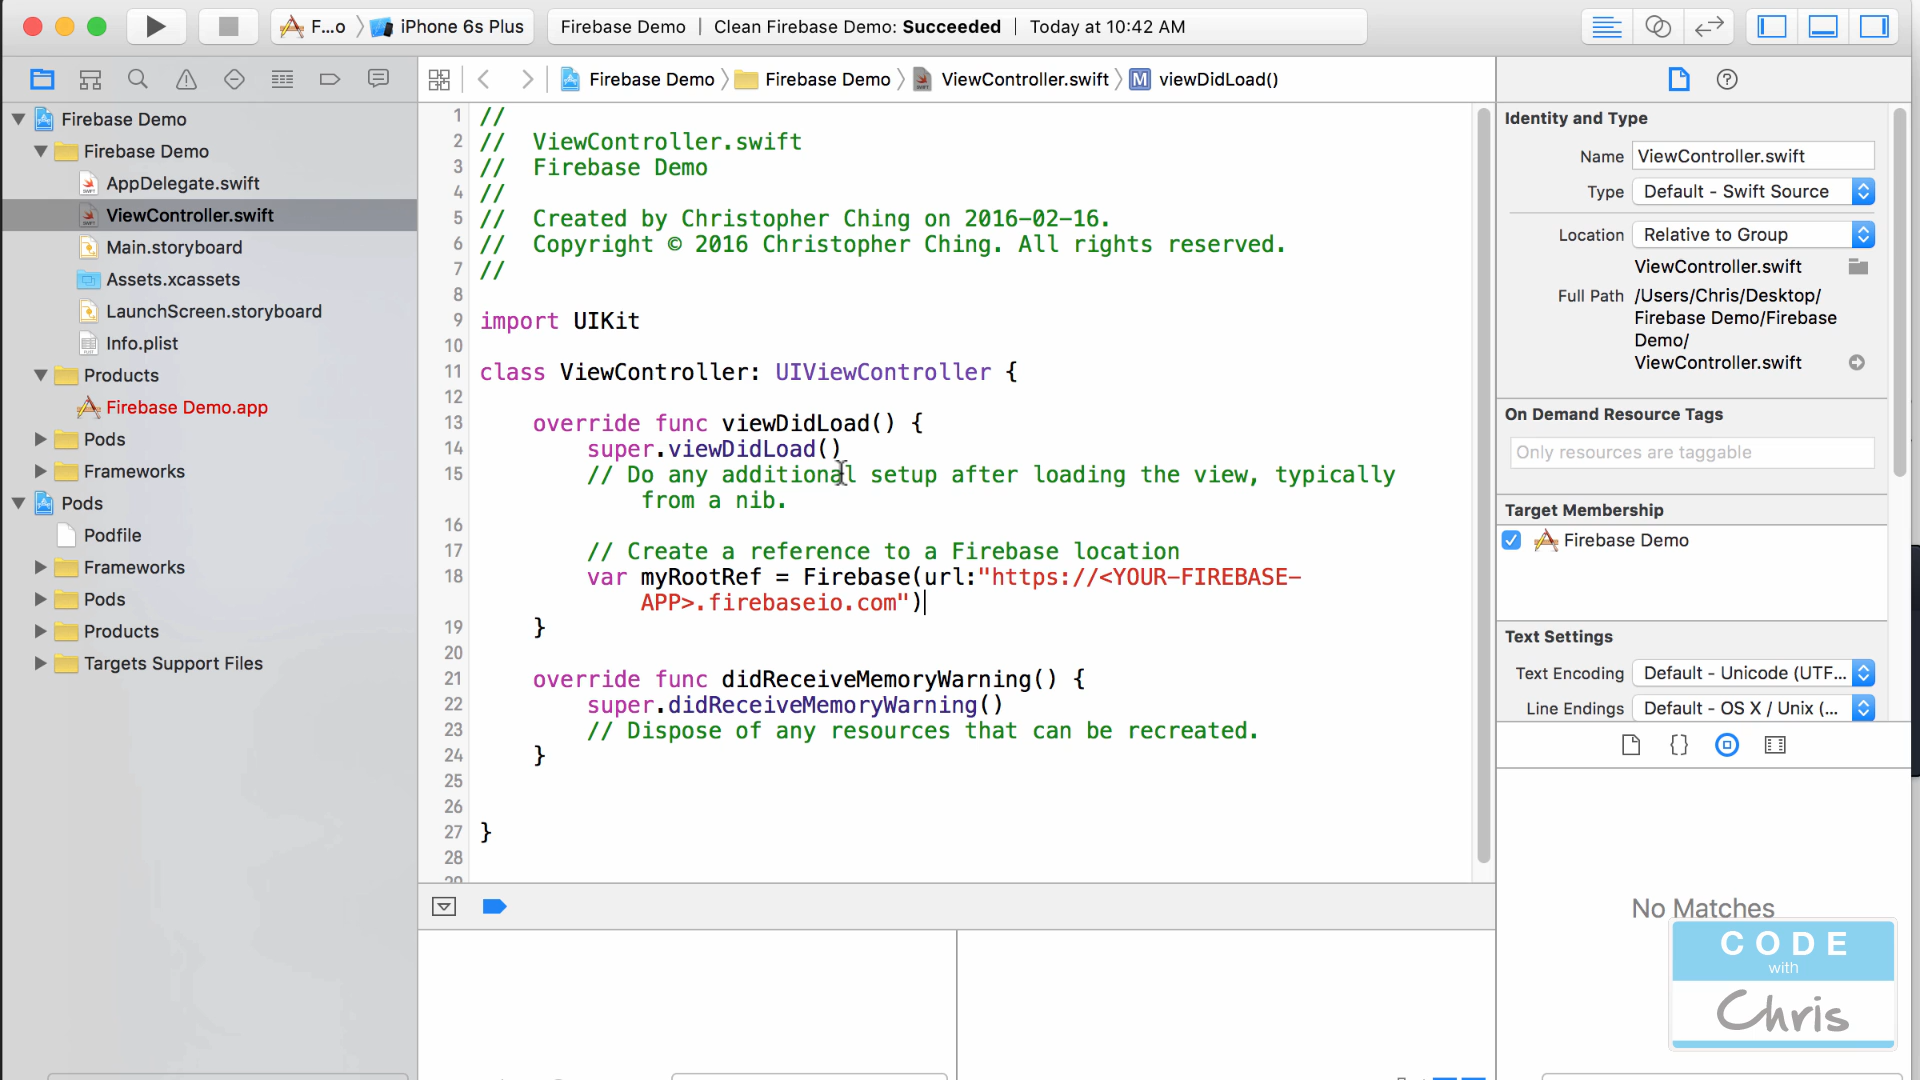 F...o
iPhone 6s Plus
Firebase Demo | Clean Firebase Demo: Succeeded | Today at 10:42 AM
Firebase Demo
Firebase Demo
ViewController.swift
M viewDidLoad()
Firebase Demo
Firebase Demo
AppDelegate.swift
ViewController.swift
Main.storyboard
Assets.xcassets
LaunchScreen.storyboard
Info.plist
Products
Firebase Demo.app
Pods
Frameworks
Pods
Podfile
Frameworks
Pods
Products
Targets Support Files
1 //
2 // ViewController.swift
3 // Firebase Demo
4 //
5 // Created by Christopher Ching on 2016-02-16.
6 // Copyright © 2016 Christopher Ching. All rights reserved.
7 //
8
9 import UIKit
10
11 class ViewController: UIViewController {
12
13 override func viewDidLoad() {
14 super.viewDidLoad()
15 // Do any additional setup after loading the view, typically
from a nib.
16
17 // Create a reference to a Firebase location
18 var myRootRef = Firebase(url:"https://<YOUR-FIREBASE-
APP>.firebaseio.com")
19 }
20
21 override func didReceiveMemoryWarning() {
22 super.didReceiveMemoryWarning()
23 // Dispose of any resources that can be recreated.
24 }
25
26
27 }
28
Identity and Type
Name ViewController.swift
Type Default - Swift Source
Location Relative to Group
ViewController.swift
Full Path /Users/Chris/Desktop/
Firebase Demo/Firebase
Demo/
ViewController.swift
On Demand Resource Tags
Only resources are taggable
Target Membership
Firebase Demo
Text Settings
Text Encoding Default - Unicode (UTF...
Line Endings Default - OS X / Unix (...
{}
No Matches
CODE
with
Chris